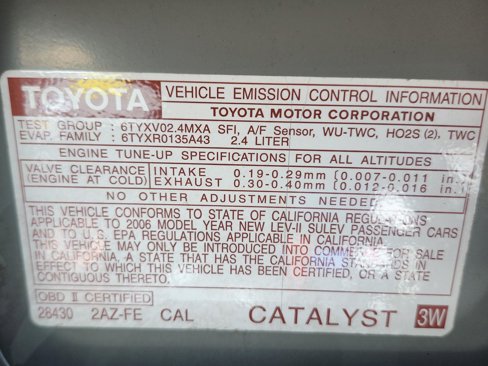 TOYOTA VEHICLE EMISSION CONTROL INFORMATION
TOYOTA MOTOR CORPORATION
TEST GROUP : 6TYXV02.4MXA SFI, A/F Sensor, WU-TWC, HO2S (2), TWC
EVAP. FAMILY : 6TYXR0135A43 2.4 LITER
ENGINE TUNE-UP SPECIFICATIONS FOR ALL ALTITUDES
VALVE CLEARANCE INTAKE 0.19-0.29mm (0.007-0.011 in.)
(ENGINE AT COLD) EXHAUST 0.30-0.40mm (0.012-0.016 in.)
NO OTHER ADJUSTMENTS NEEDED
THIS VEHICLE CONFORMS TO STATE OF CALIFORNIA REGULATIONS
APPLICABLE TO 2006 MODEL YEAR NEW LEV-II SULEV PASSENGER CARS
AND TO U.S. EPA REGULATIONS APPLICABLE IN CALIFORNIA.
THIS VEHICLE MAY ONLY BE INTRODUCED INTO COMMERCE FOR SALE
IN CALIFORNIA, A STATE THAT HAS THE CALIFORNIA STANDARDS IN
EFFECT TO WHICH THIS VEHICLE HAS BEEN CERTIFIED, OR A STATE
CONTIGUOUS THERETO.
OBD II CERTIFIED
28430 2AZ-FE CAL CATALYST 3W